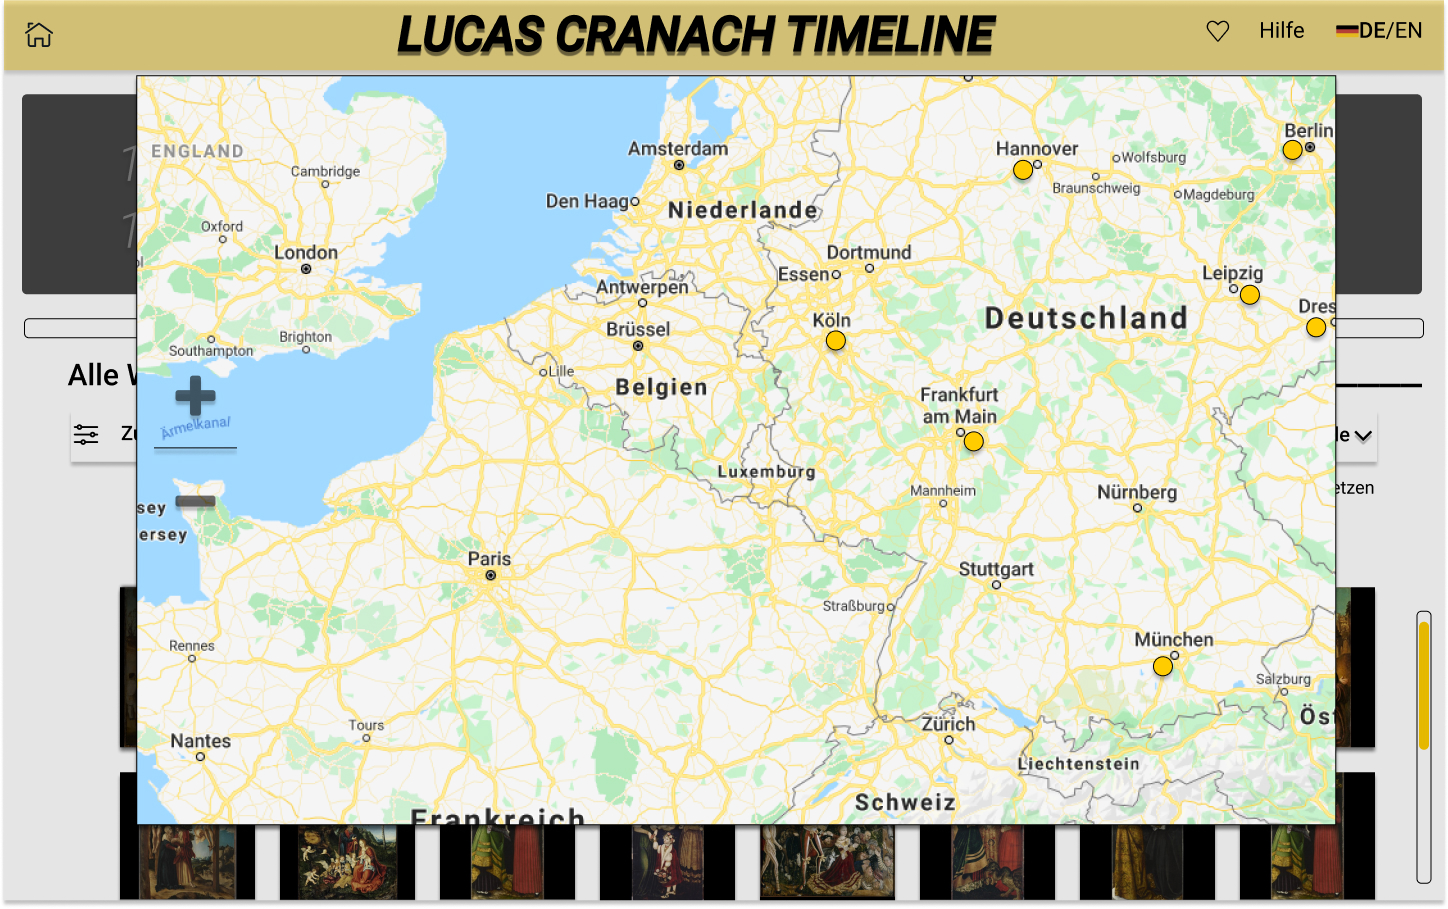 LUCAS CRANACH TIMELINE
Hilfe
DE/EN
ENGLAND
Cambridge
Oxford
London
Southampton
Brighton
Ärmelkanal
Amsterdam
Den Haag
Niederlande
Antwerpen
Brüssel
Lille
Belgien
Luxemburg
Hannover
Wolfsburg
Braunschweig
Magdeburg
Berlin
Dortmund
Essen
Köln
Leipzig
Dres
Deutschland
Frankfurt
am Main
Mannheim
Nürnberg
Stuttgart
Straßburg
München
Salzburg
Öst
Zürich
Liechtenstein
Schweiz
Paris
Rennes
Tours
Nantes
Frankreich
sey
ersey
Alle
Zu
le
etzen